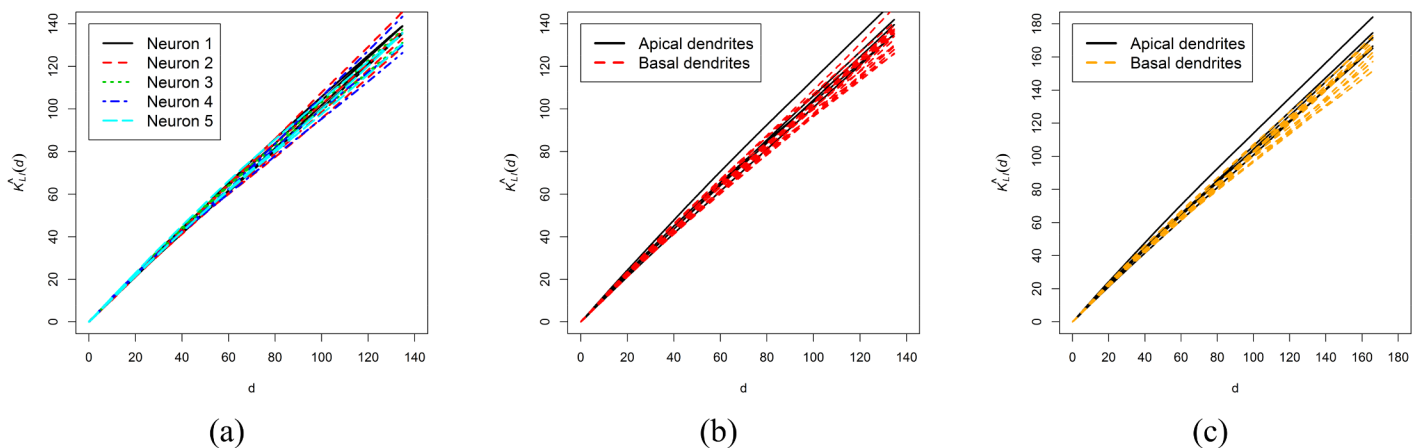 Neuron 1
Neuron 2
Neuron 3
Neuron 4
Neuron 5
0 20 40 60 80 100 120 140
K̂Li(d)
0 20 40 60 80 100 120 140
d
(a)
Apical dendrites
Basal dendrites
0 20 40 60 80 100 120 140
K̂Li(d)
0 20 40 60 80 100 120 140
d
(b)
Apical dendrites
Basal dendrites
0 20 40 60 80 100 120 140 160 180
K̂Li(d)
0 20 40 60 80 100 120 140 160 180
d
(c)